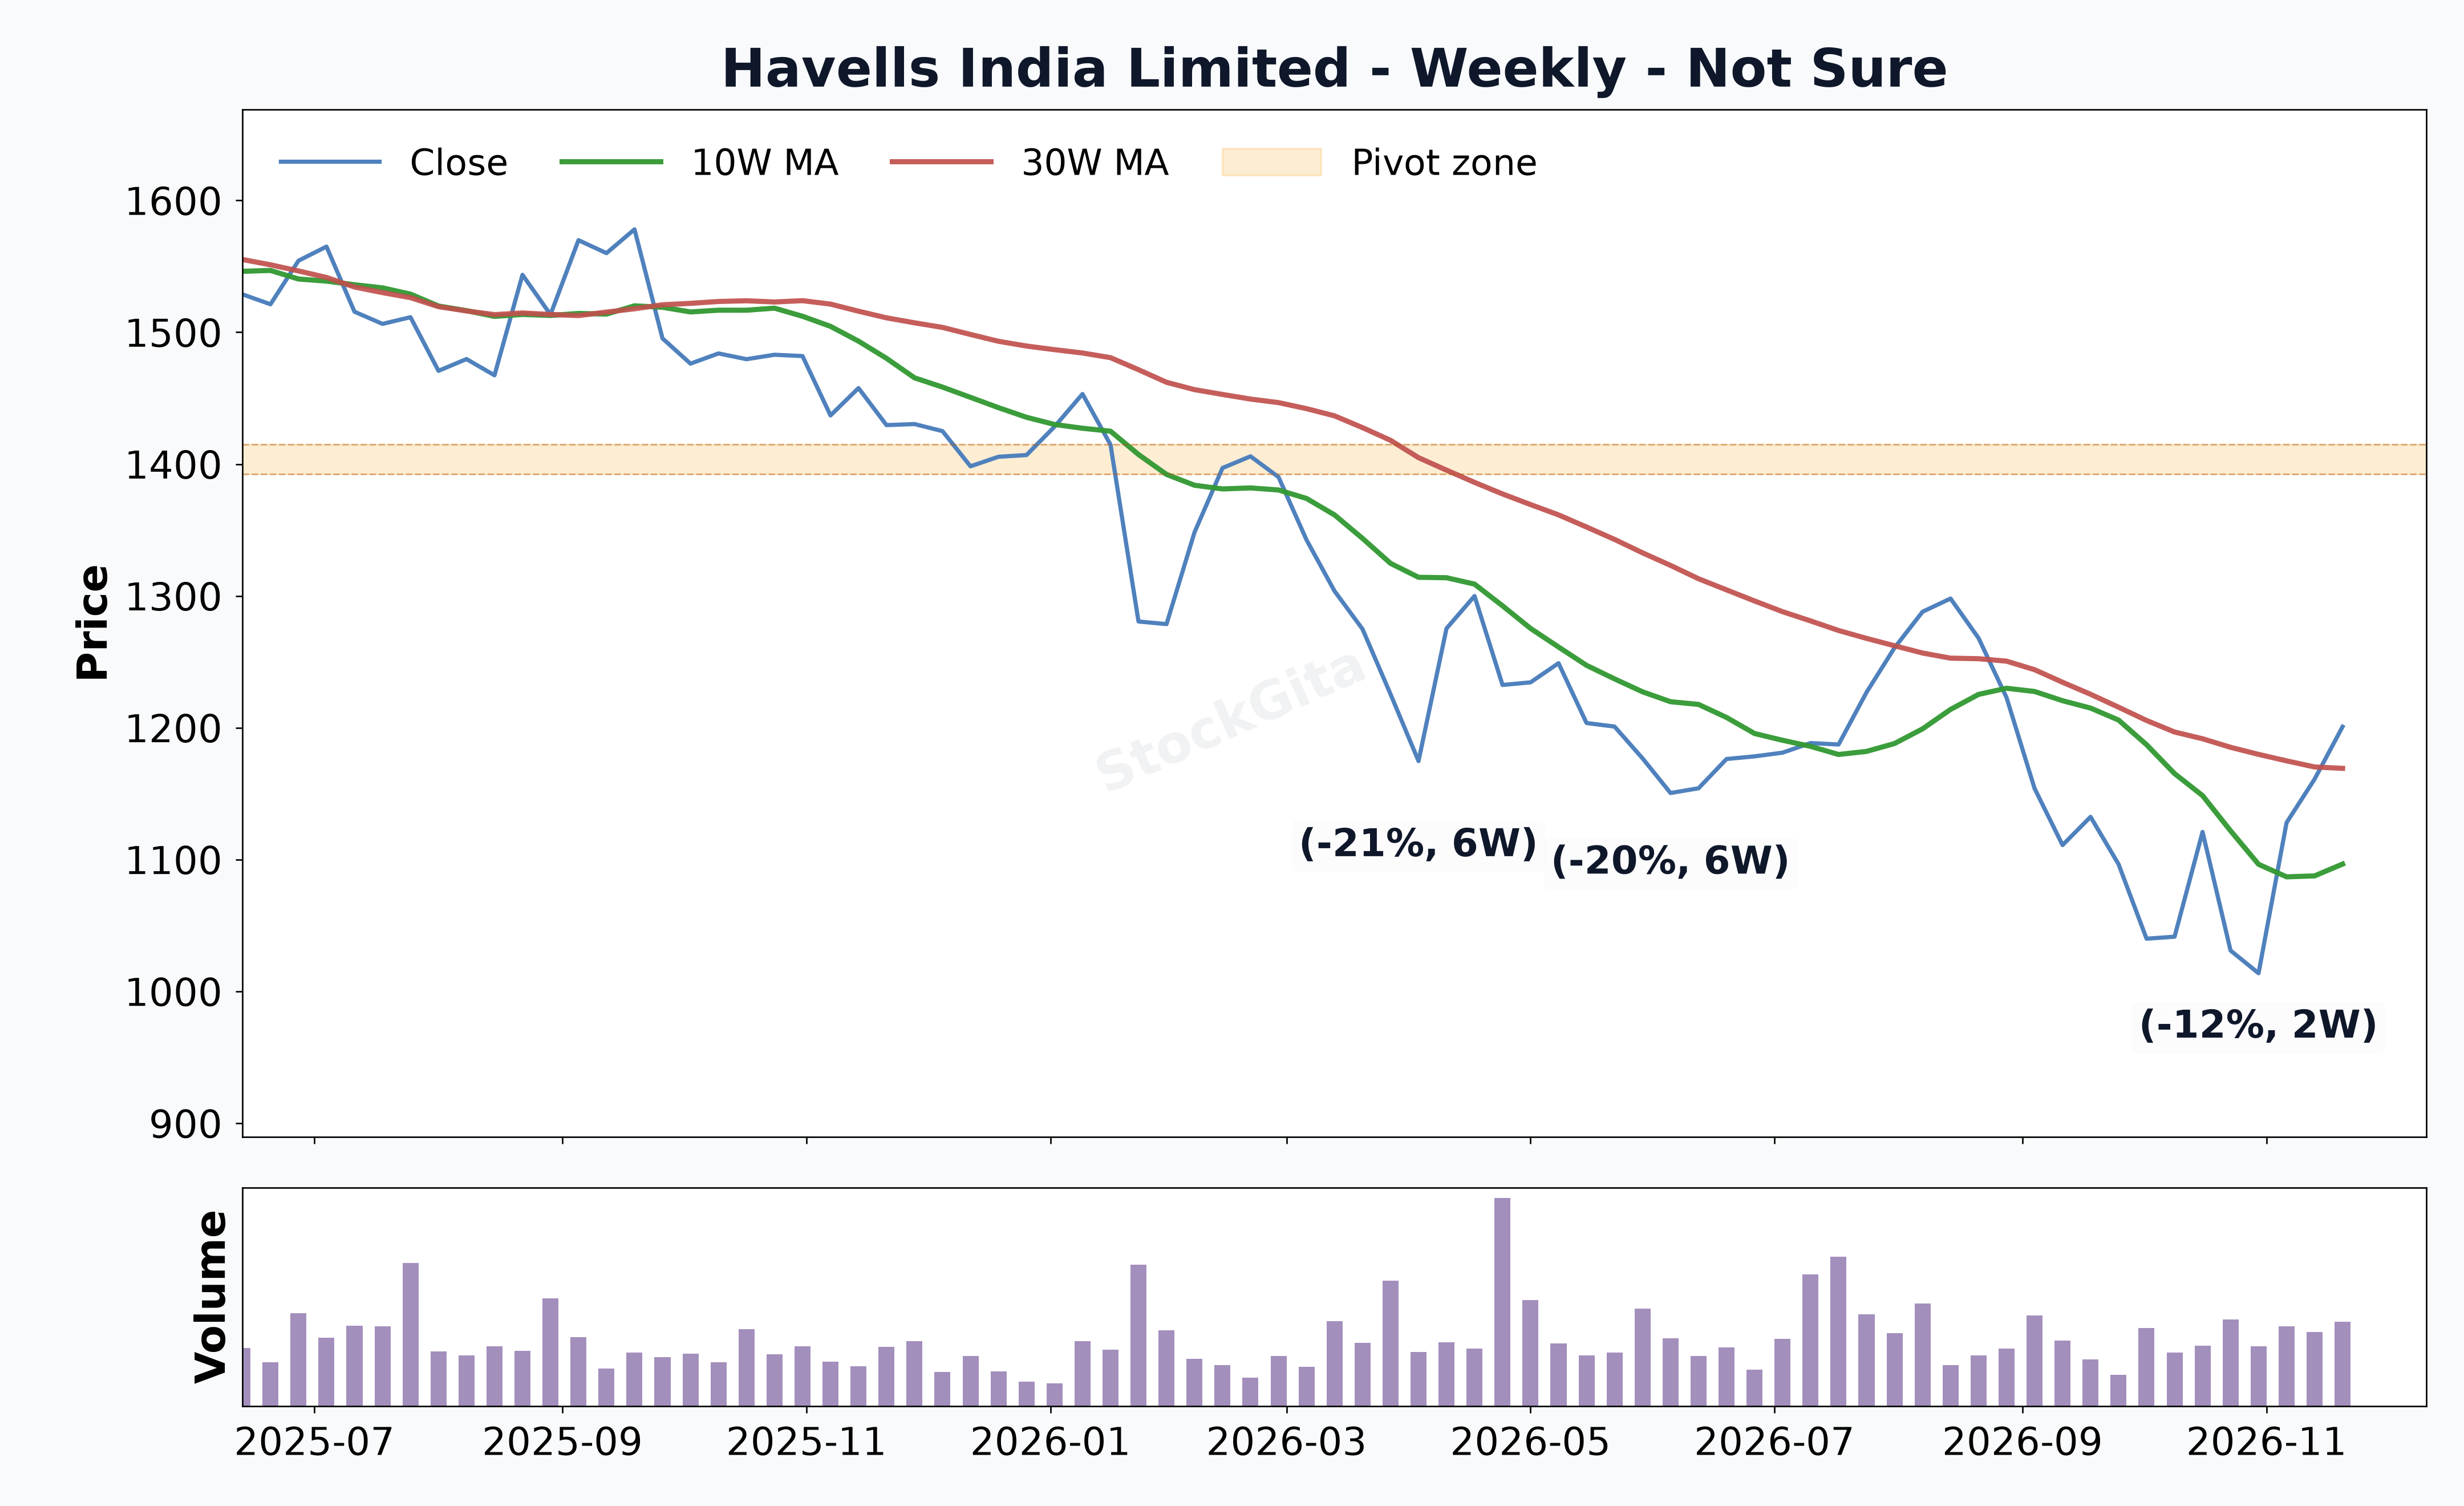 Havells India Limited - Weekly - Not Sure
Close 10W MA 30W MA Pivot zone
1600
1500
1400
1300
1200
1100
1000
900
Price
StockGita
(-21%, 6W)
(-20%, 6W)
(-12%, 2W)
Volume
2025-07 2025-09 2025-11 2026-01 2026-03 2026-05 2026-07 2026-09 2026-11